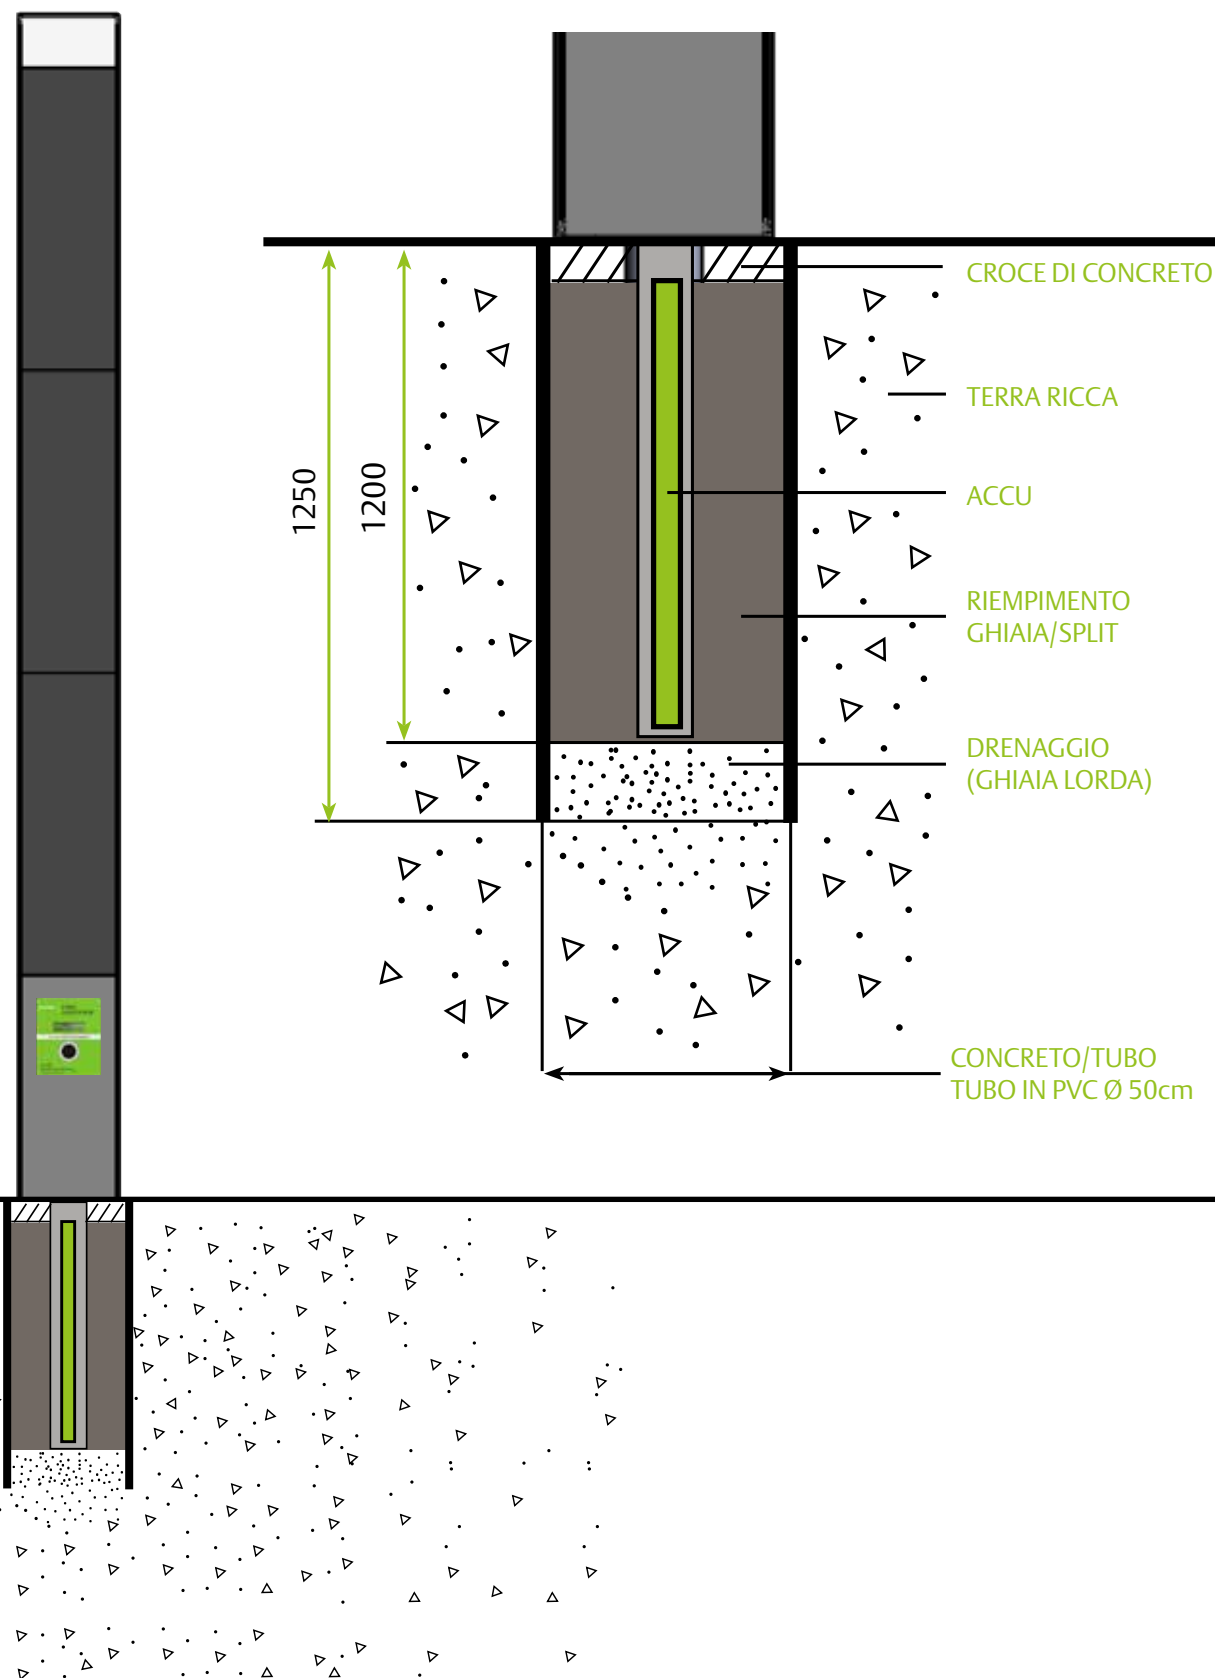 CROCE DI CONCRETO
TERRA RICCA
ACCU
1250
1200
RIEMPIMENTO
GHIAIA/SPLIT
DRENAGGIO
(GHIAIA LORDA)
CONCRETO/TUBO
TUBO IN PVC Ø 50cm